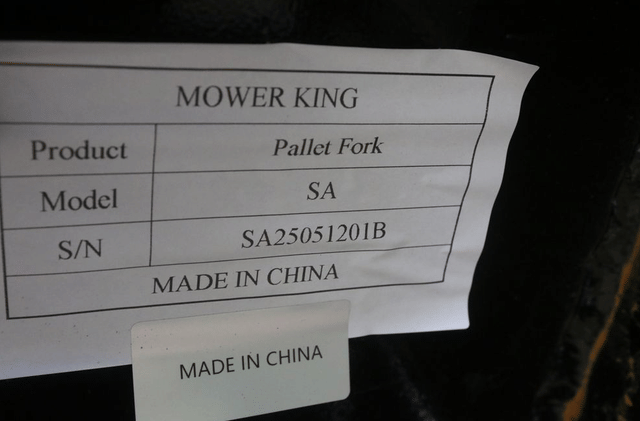 MOWER KING
Product Pallet Fork
Model SA
S/N SA25051201B
MADE IN CHINA
MADE IN CHINA